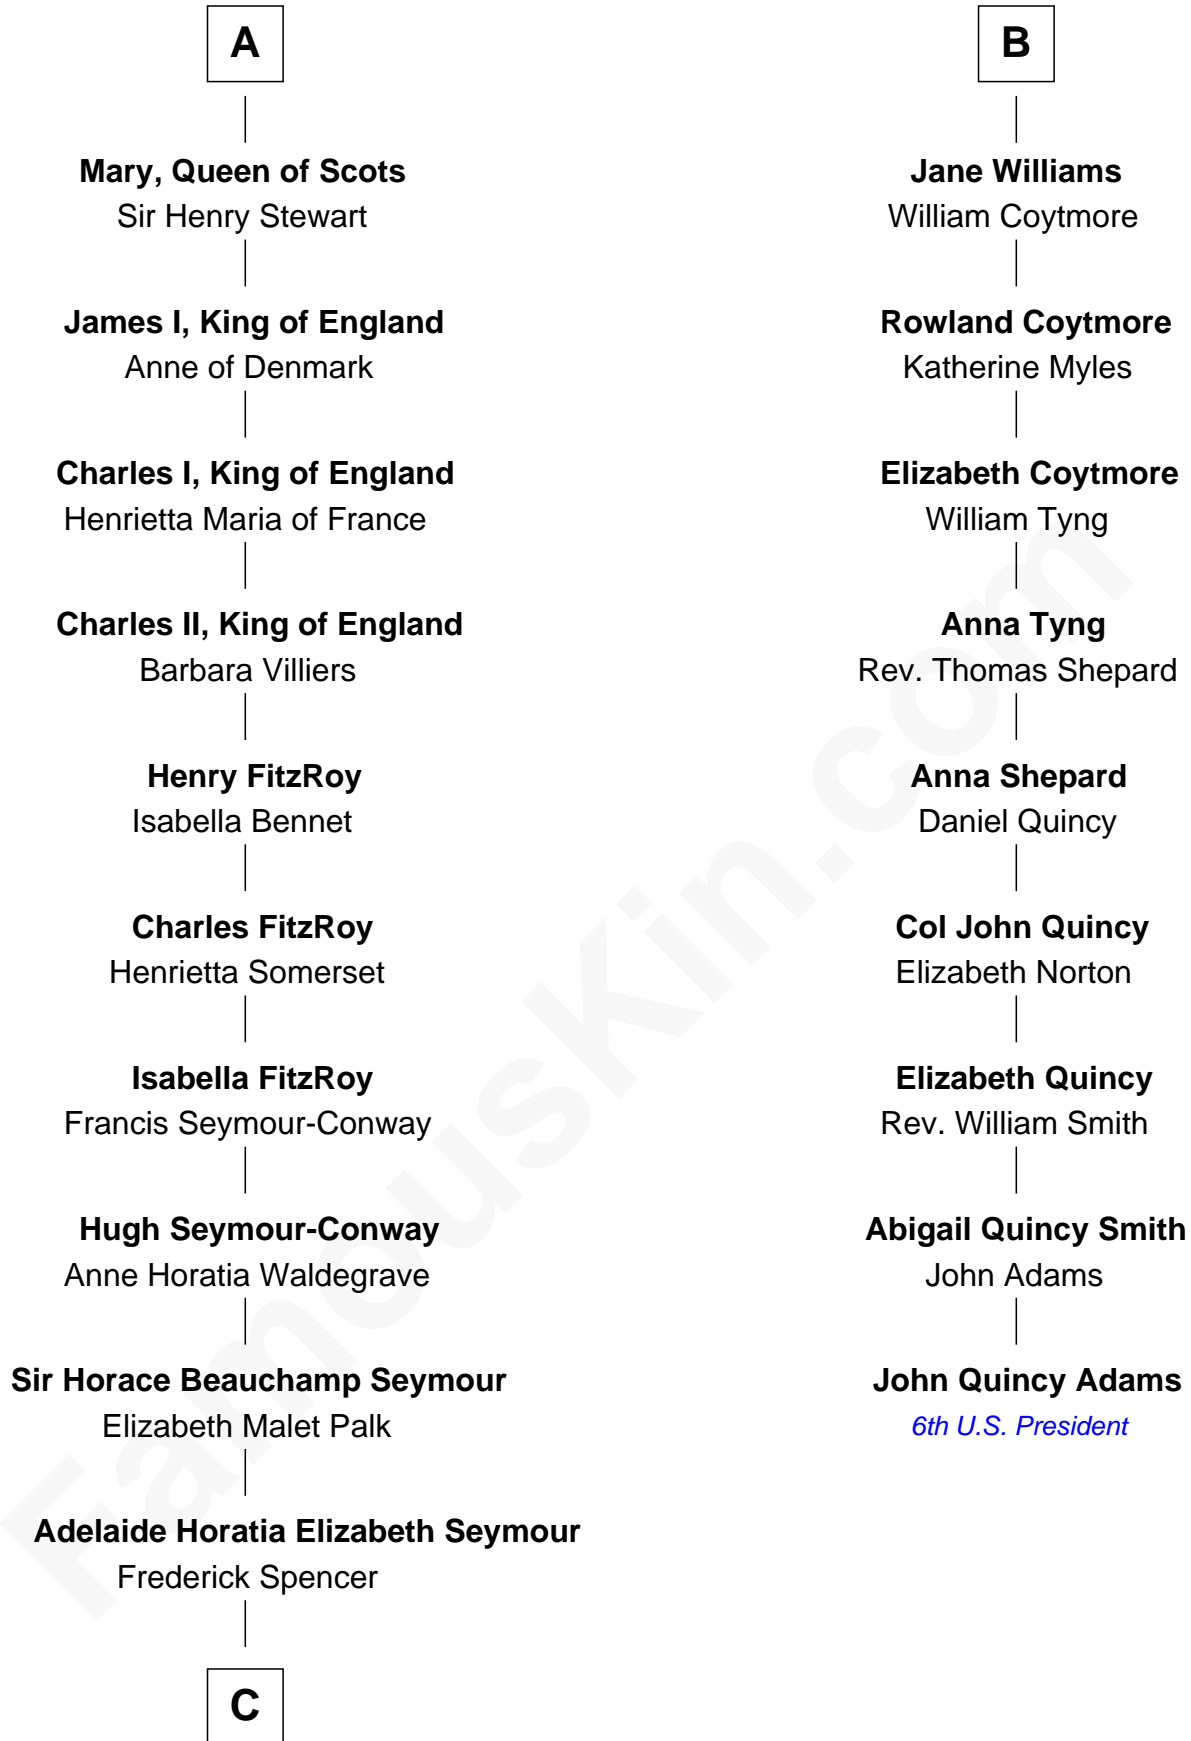 A
Mary, Queen of Scots
Sir Henry Stewart
James I, King of England
Anne of Denmark
Charles I, King of England
Henrietta Maria of France
Charles II, King of England
Barbara Villiers
Henry FitzRoy
Isabella Bennet
Charles FitzRoy
Henrietta Somerset
Isabella FitzRoy
Francis Seymour-Conway
Hugh Seymour-Conway
Anne Horatia Waldegrave
Sir Horace Beauchamp Seymour
Elizabeth Malet Palk
Adelaide Horatia Elizabeth Seymour
Frederick Spencer
C
B
Jane Williams
William Coytmore
Rowland Coytmore
Katherine Myles
Elizabeth Coytmore
William Tyng
Anna Tyng
Rev. Thomas Shepard
Anna Shepard
Daniel Quincy
Col John Quincy
Elizabeth Norton
Elizabeth Quincy
Rev. William Smith
Abigail Quincy Smith
John Adams
John Quincy Adams
6th U.S. President
FamousKin.com